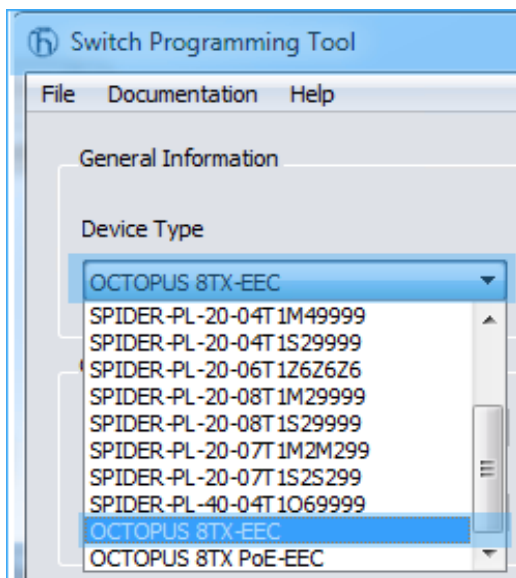 Switch Programming Tool
File Documentation Help
General Information
Device Type
OCTOPUS 8TX-EEC
SPIDER-PL-20-04T1M49999
SPIDER-PL-20-04T1S29999
SPIDER-PL-20-06T1Z6Z6Z6
SPIDER-PL-20-08T1M29999
SPIDER-PL-20-08T1S29999
SPIDER-PL-20-07T1M2M299
SPIDER-PL-20-07T1S2S299
SPIDER-PL-40-04T1O69999
OCTOPUS 8TX-EEC
OCTOPUS 8TX PoE-EEC